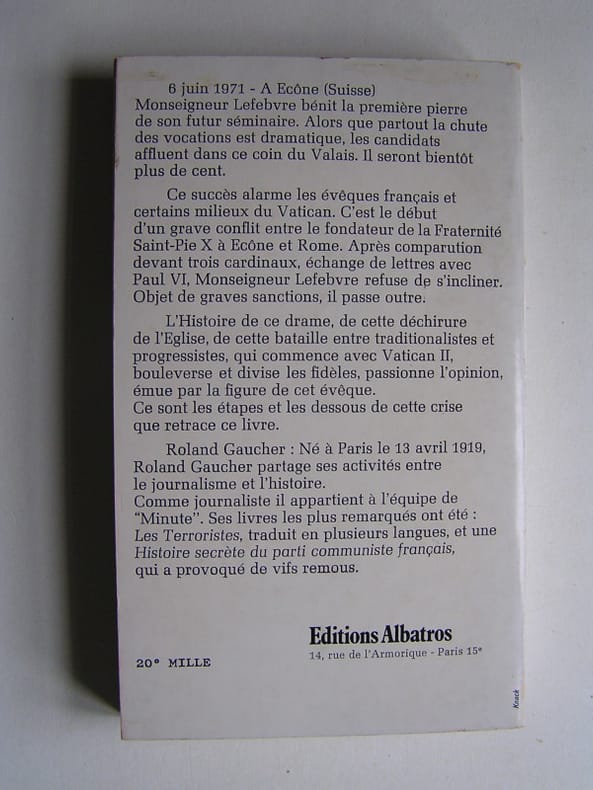 6 juin 1971 - A Ecône (Suisse)
Monseigneur Lefebvre bénit la première pierre
de son futur séminaire. Alors que partout la chute
des vocations est dramatique, les candidats
affluent dans ce coin du Valais. Il seront bientôt
plus de cent.
Ce succès alarme les évêques français et
certains milieux du Vatican. C'est le début
d'un grave conflit entre le fondateur de la Fraternité
Saint-Pie X à Ecône et Rome. Après comparution
devant trois cardinaux, échange de lettres avec
Paul VI, Monseigneur Lefebvre refuse de s'incliner.
Objet de graves sanctions, il passe outre.
L'Histoire de ce drame, de cette déchirure
de l'Eglise, de cette bataille entre traditionalistes et
progressistes, qui commence avec Vatican II,
bouleverse et divise les fidèles, passionne l'opinion,
émue par la figure de cet évêque.
Ce sont les étapes et les dessous de cette crise
que retrace ce livre.
Roland Gaucher : Né à Paris le 13 avril 1919,
Roland Gaucher partage ses activités entre
le journalisme et l'histoire.
Comme journaliste il appartient à l'équipe de
"Minute". Ses livres les plus remarqués ont été :
Les Terroristes, traduit en plusieurs langues, et une
Histoire secrète du parti communiste français,
qui a provoqué de vifs remous.
Editions Albatros
14, rue de l'Armorique - Paris 15e
20e MILLE
Knack